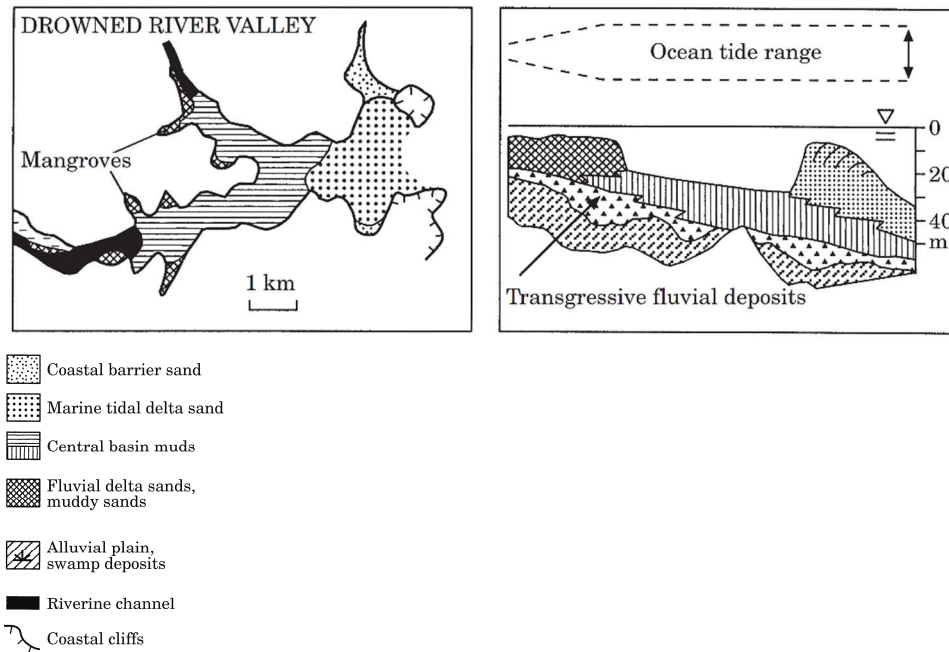 DROWNED RIVER VALLEY
Mangroves
1 km
Ocean tide range
0
20
40
m
Transgressive fluvial deposits
Coastal barrier sand
Marine tidal delta sand
Central basin muds
Fluvial delta sands,
muddy sands
Alluvial plain,
swamp deposits
Riverine channel
Coastal cliffs